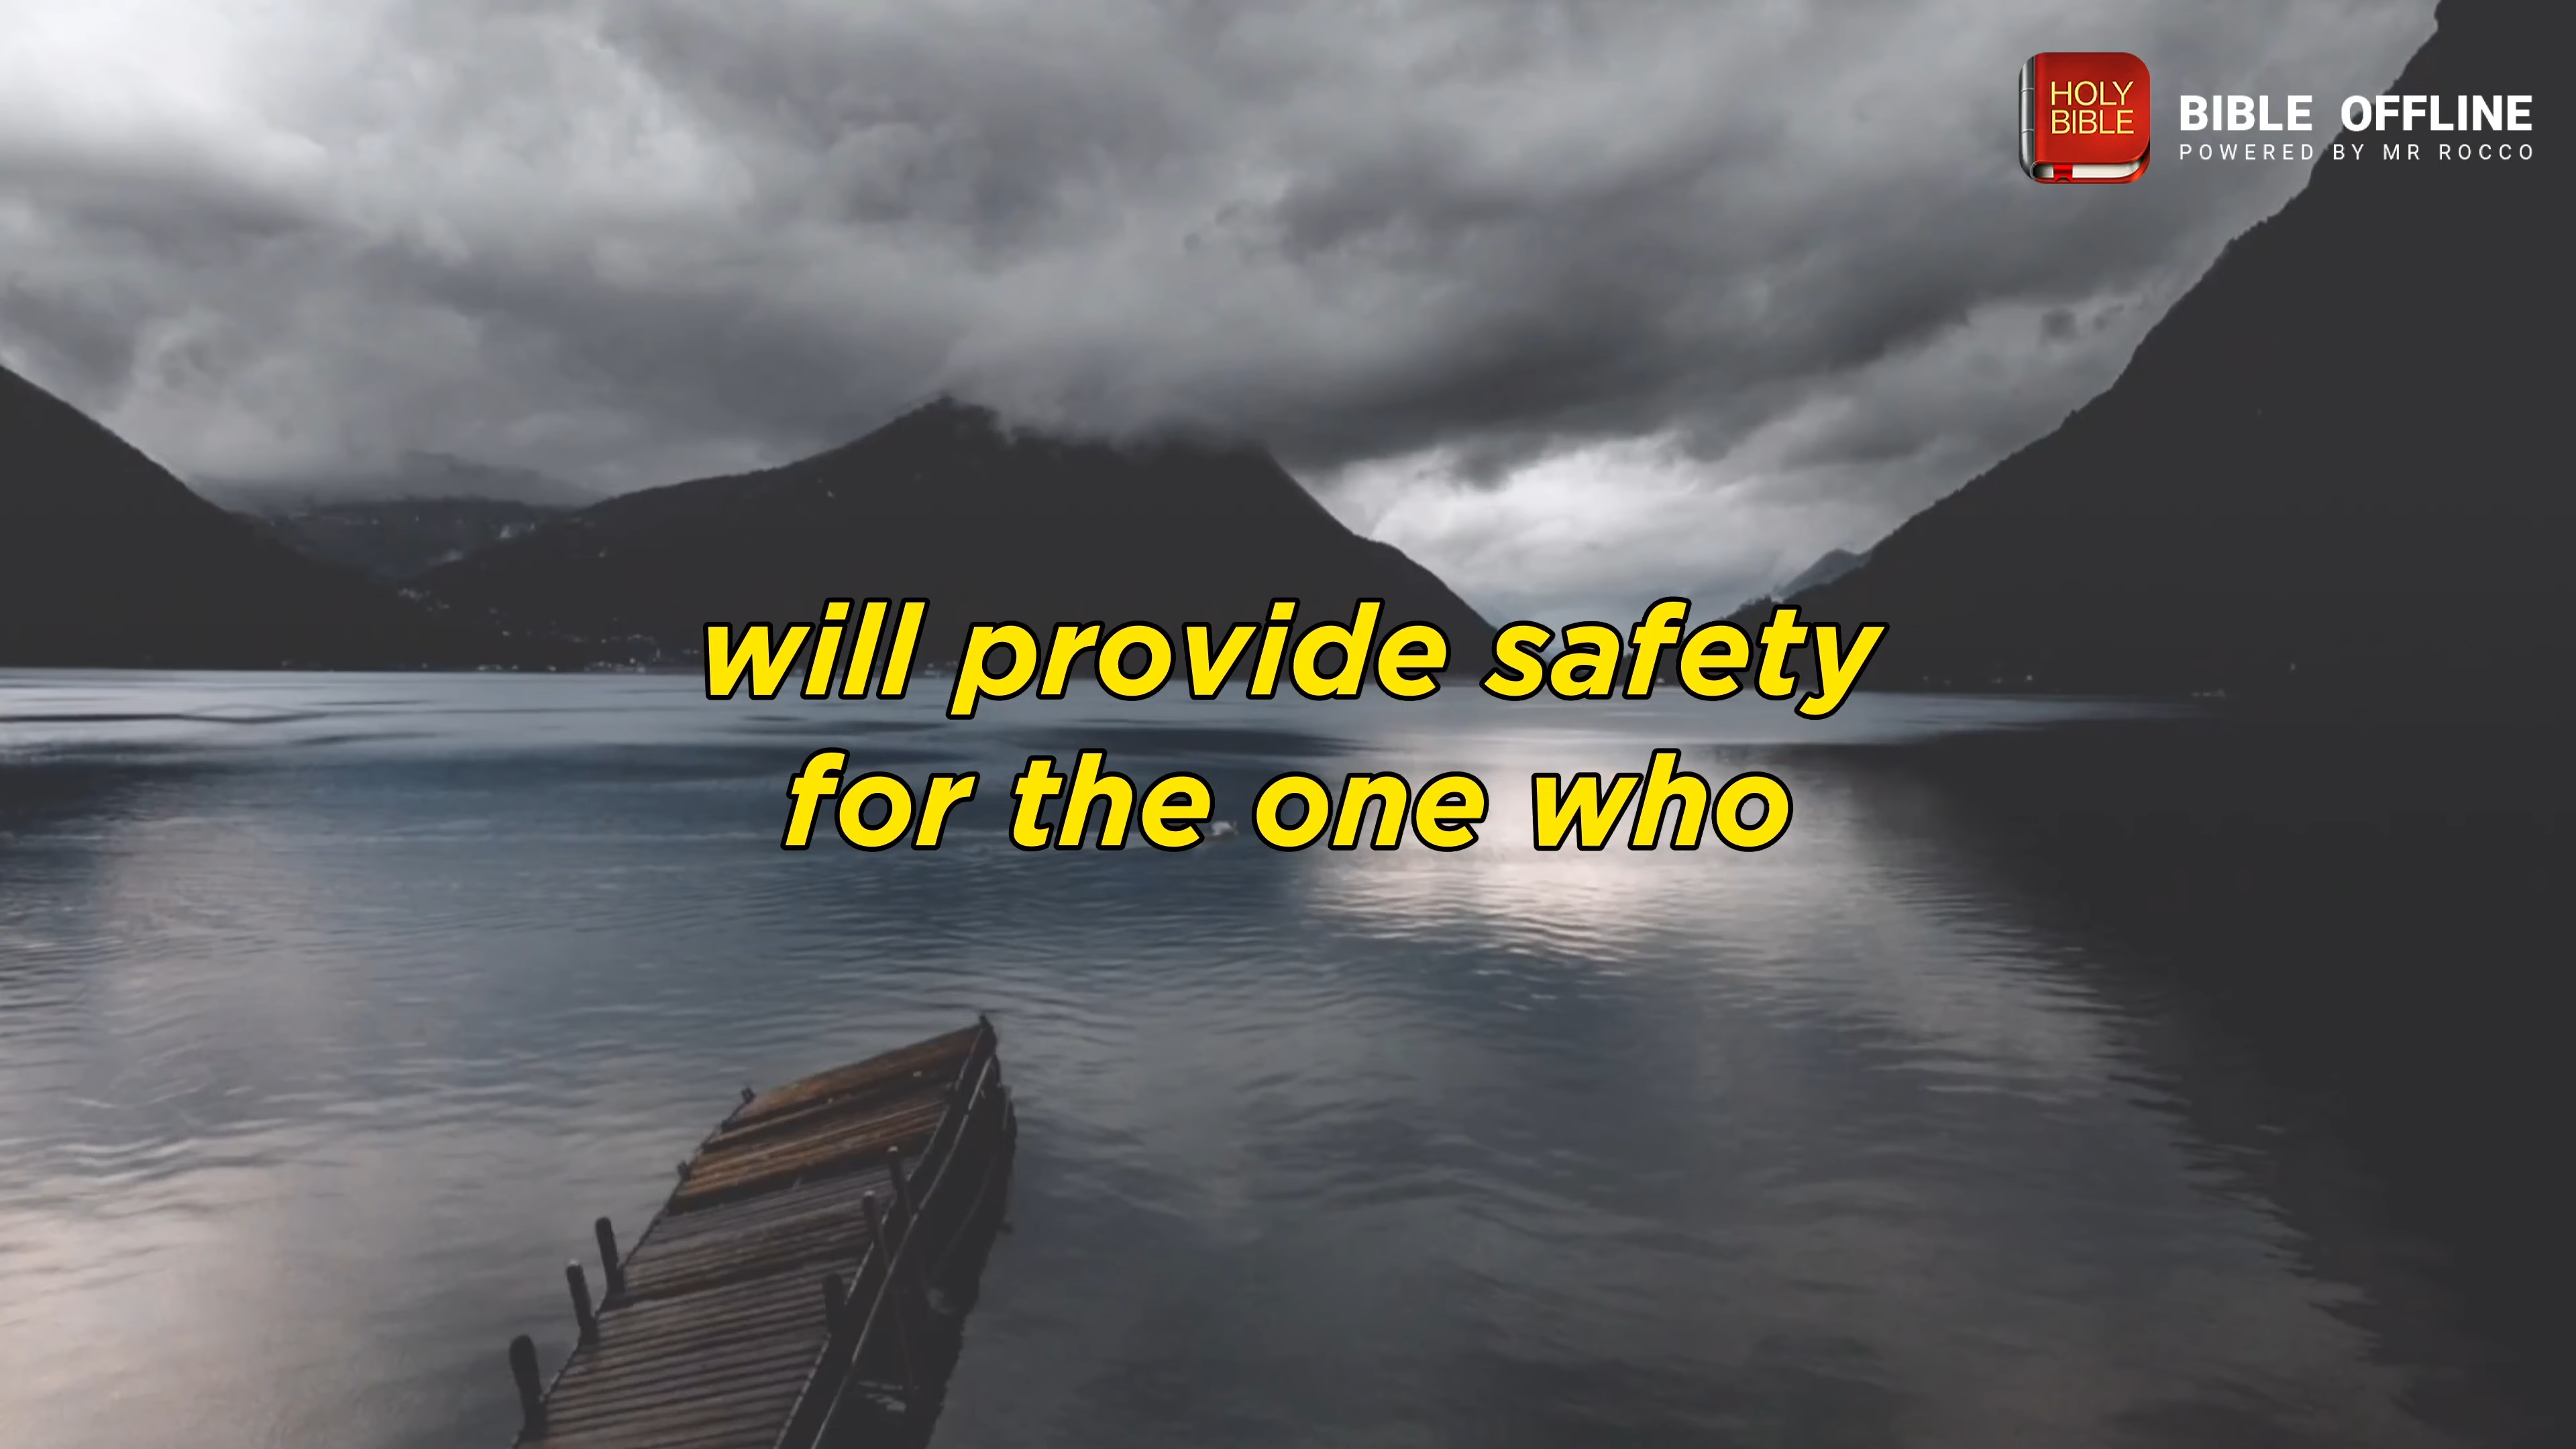 HOLY
BIBLE
BIBLE OFFLINE
POWERED BY MR ROCCO
will provide safety
for the one who